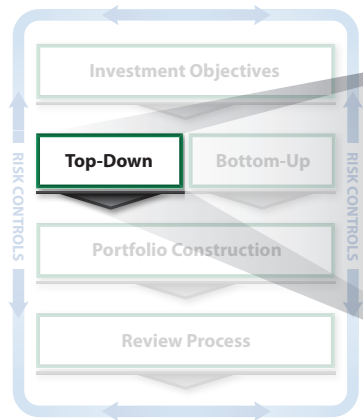 Investment Objectives
Top-Down
Bottom-Up
RISK CONTROLS
RISK CONTROLS
Portfolio Construction
Review Process